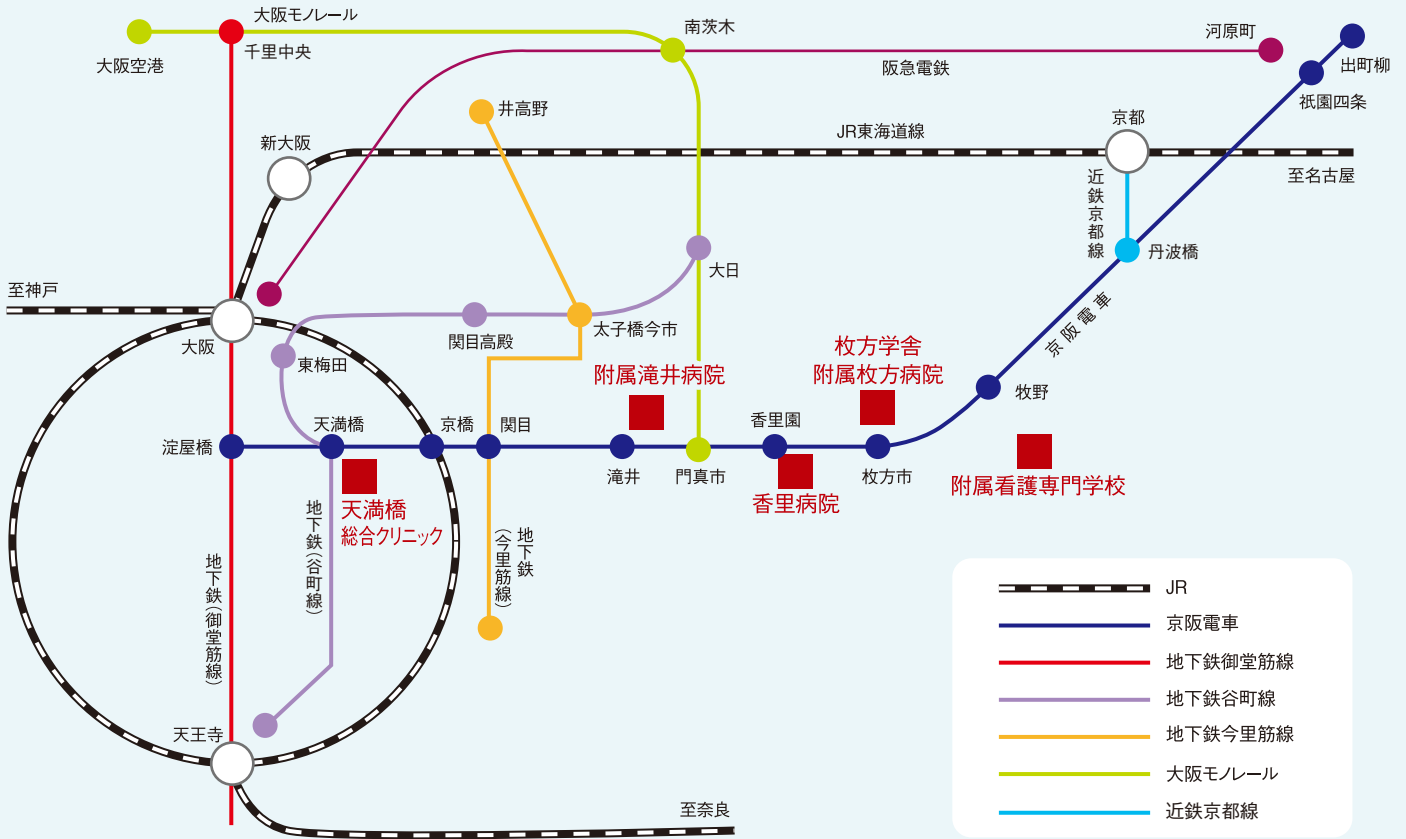 大阪モノレール
千里中央
大阪空港
南茨木
河原町
出町柳
阪急電鉄
祇園四条
井高野
新大阪
JR東海道線
京都
至名古屋
近鉄京都線
丹波橋
大日
至神戸
大阪
東梅田
関目高殿
太子橋今市
京阪電車
枚方学舎
附属枚方病院
附属滝井病院
牧野
淀屋橋
天満橋
京橋
関目
滝井
門真市
香里園
枚方市
香里病院
附属看護専門学校
天満橋
総合クリニック
地下鉄(御堂筋線)
地下鉄(谷町線)
地下鉄
(今里筋線)
天王寺
至奈良
JR
京阪電車
地下鉄御堂筋線
地下鉄谷町線
地下鉄今里筋線
大阪モノレール
近鉄京都線